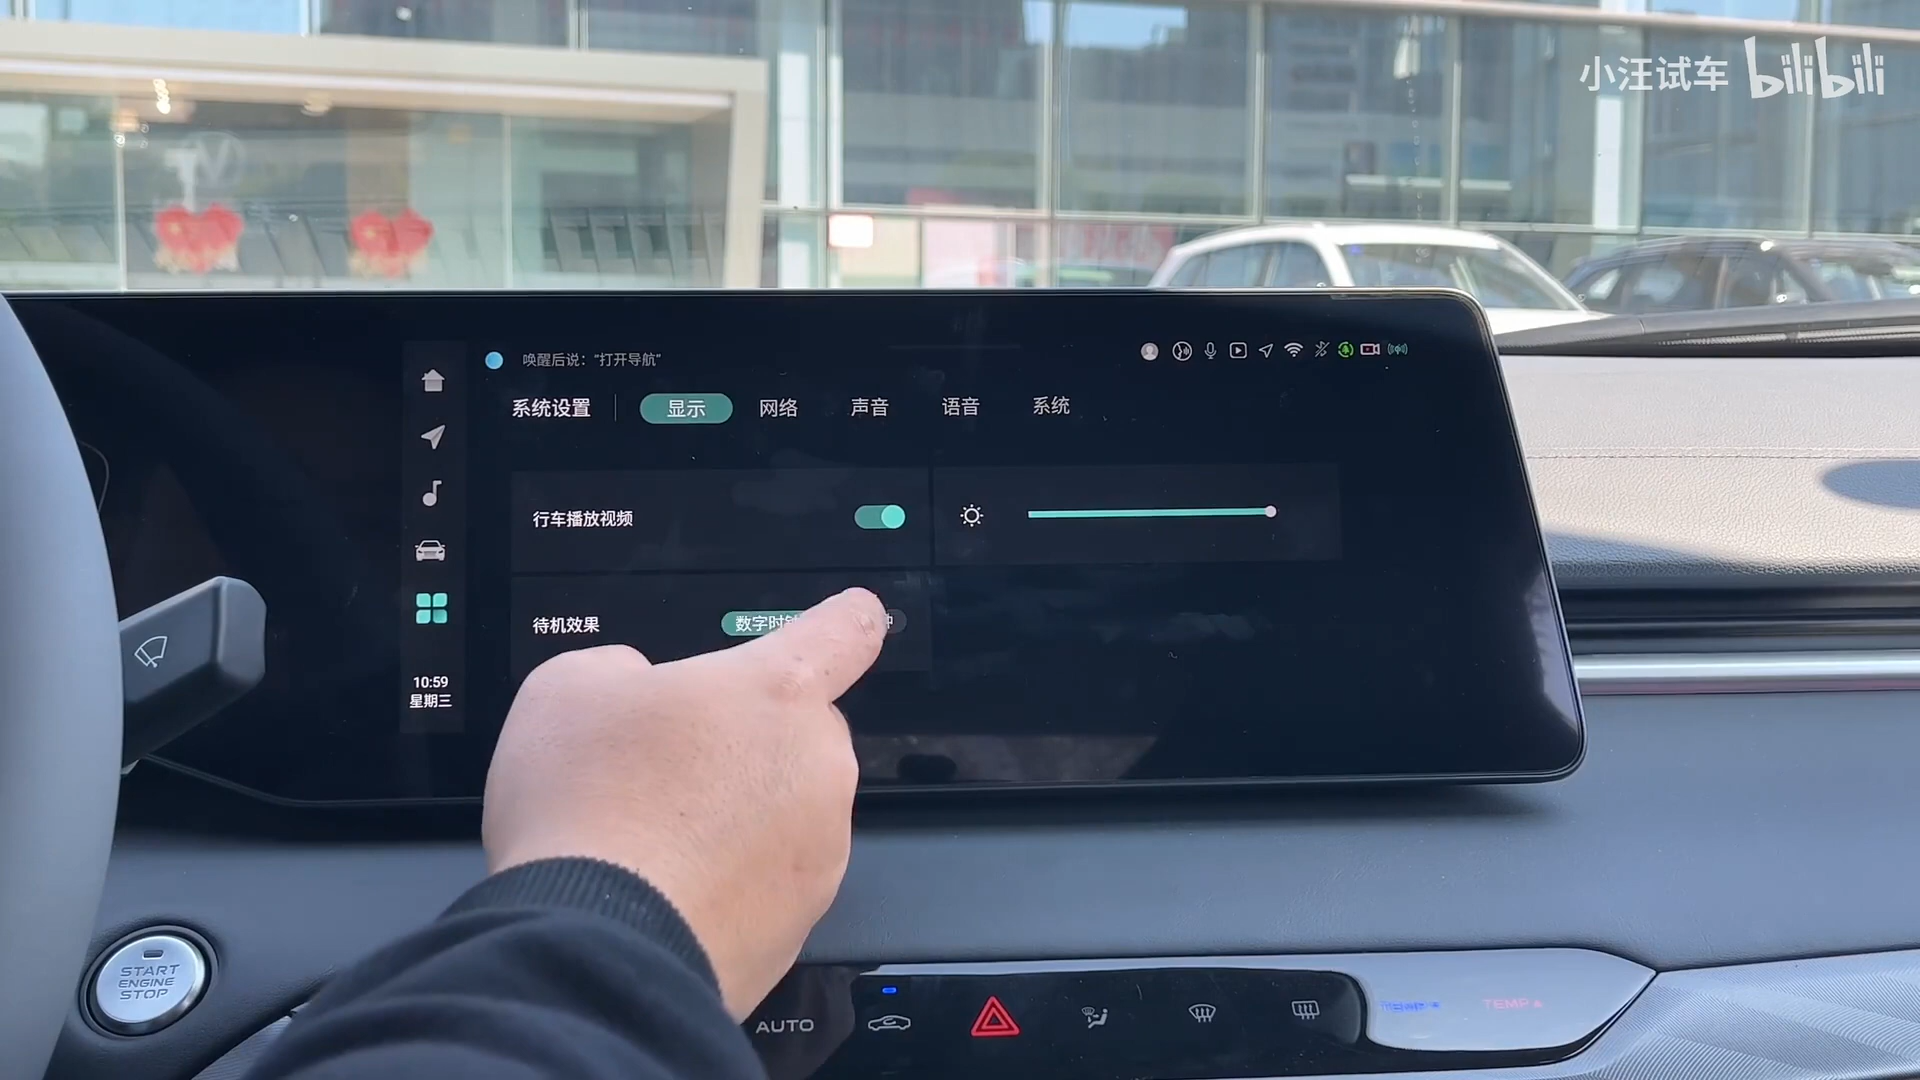 小汪试车 bilibili
唤醒后说：“打开导航”
系统设置 显示 网络 声音 语音 系统
行车播放视频
待机效果 数字时钟 钟
10:59
星期三
START
ENGINE
STOP
AUTO
TEMP